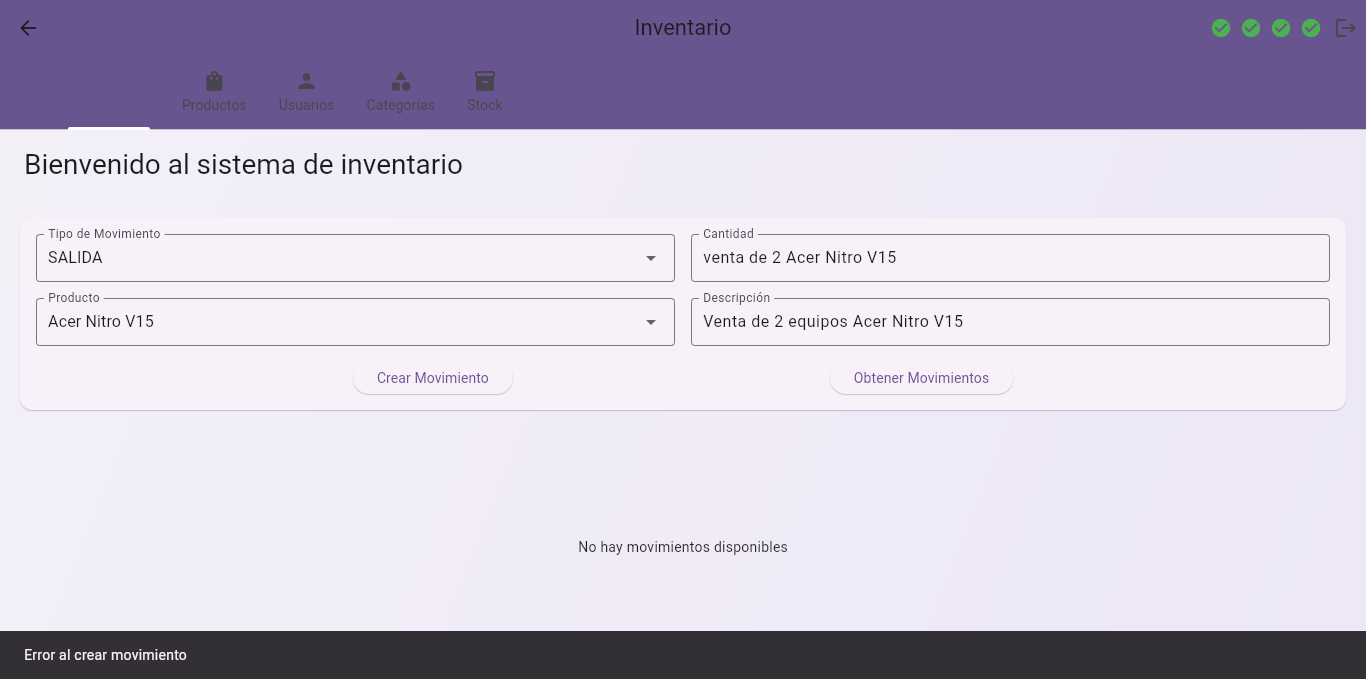 Inventario
Productos Usuarios Categorías Stock
Bienvenido al sistema de inventario
Tipo de Movimiento
SALIDA
Cantidad
venta de 2 Acer Nitro V15
Producto
Acer Nitro V15
Descripción
Venta de 2 equipos Acer Nitro V15
Crear Movimiento
Obtener Movimientos
No hay movimientos disponibles
Error al crear movimiento